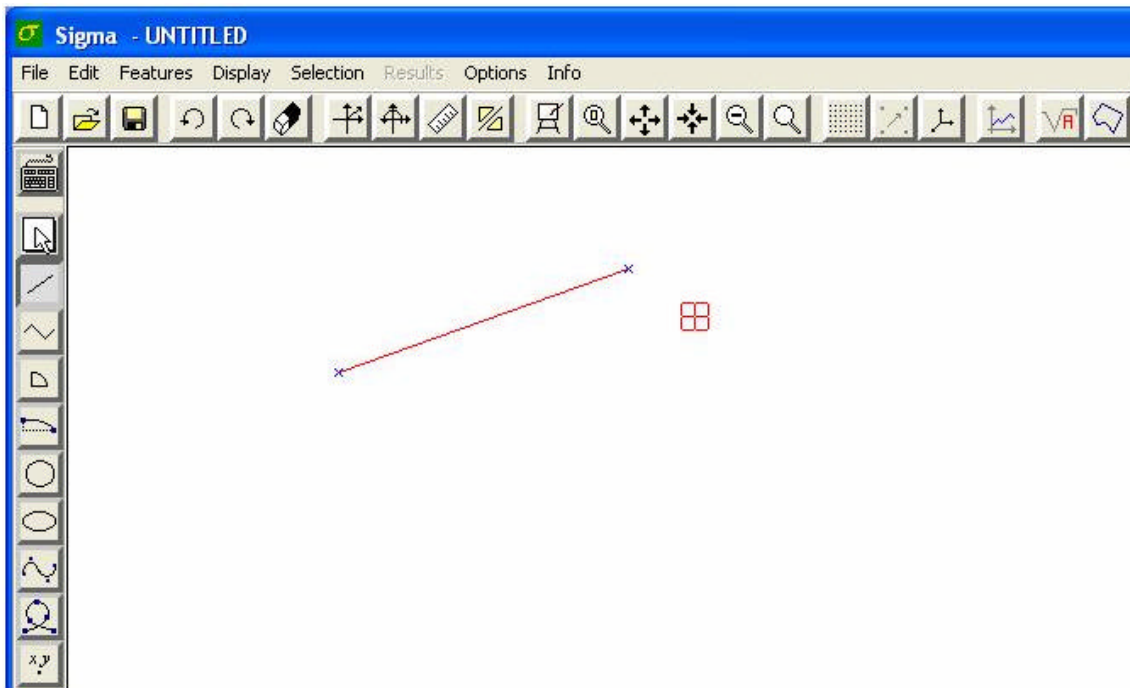 σ Sigma - UNTITLED
File Edit Features Display Selection Results Options Info
√A
x,y